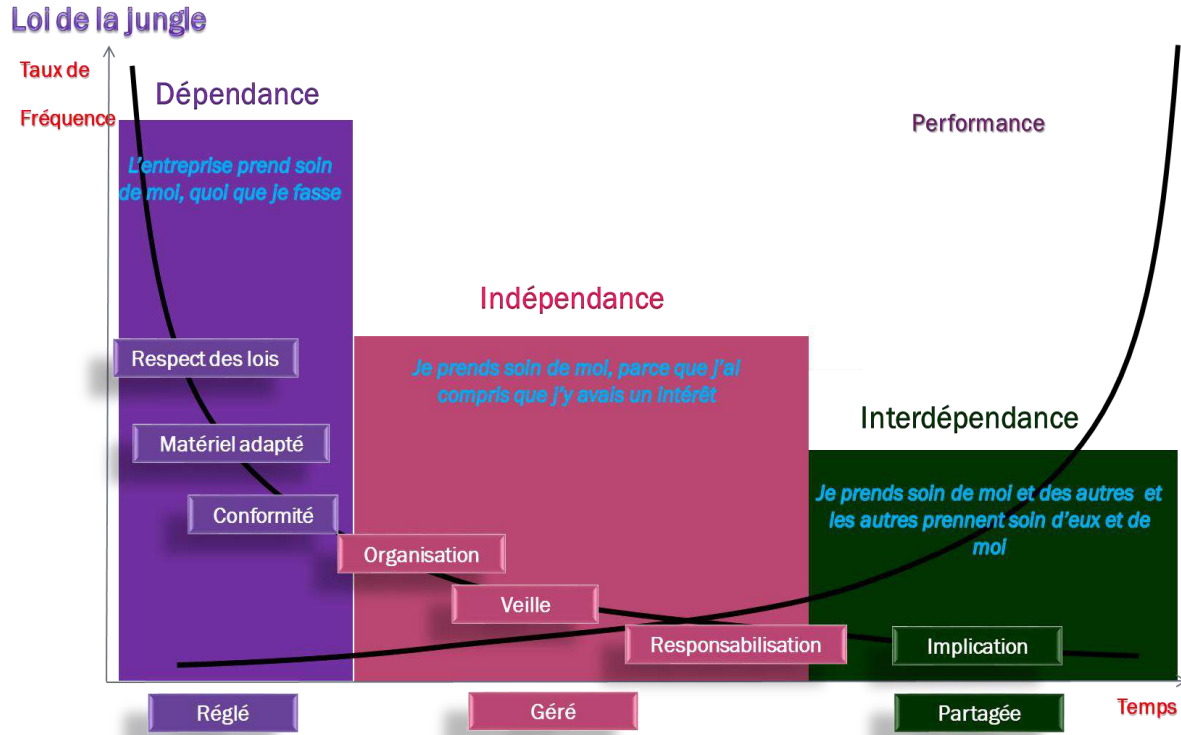 Loi de la jungle
Taux de
Fréquence
Dépendance
L'entreprise prend soin
de moi, quoi que je fasse
Performance
Indépendance
Je prends soin de moi, parce que j'ai
compris que j'y avais un intérêt
Interdépendance
Je prends soin de moi et des autres et
les autres prennent soin d'eux et de
moi
Respect des lois
Matériel adapté
Conformité
Organisation
Veille
Responsabilisation
Implication
Réglé
Géré
Partagée
Temps